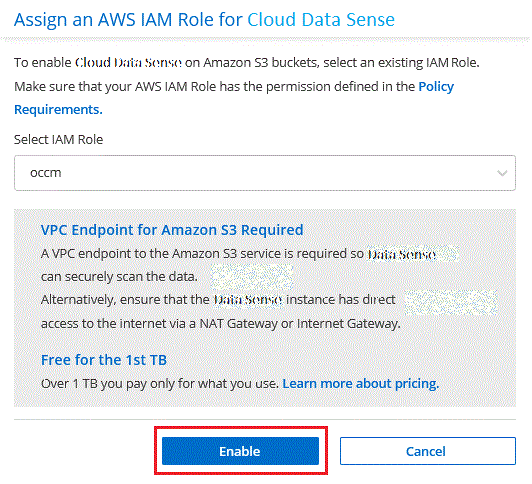 Assign an AWS IAM Role for Cloud Data Sense
To enable Cloud Data Sense on Amazon S3 buckets, select an existing IAM Role.
Make sure that your AWS IAM Role has the permission defined in the Policy
Requirements.
Select IAM Role
occm
VPC Endpoint for Amazon S3 Required
A VPC endpoint to the Amazon S3 service is required so Data Sense
can securely scan the data.
Alternatively, ensure that the Data Sense instance has direct
access to the internet via a NAT Gateway or Internet Gateway.
Free for the 1st TB
Over 1 TB you pay only for what you use. Learn more about pricing.
Enable
Cancel